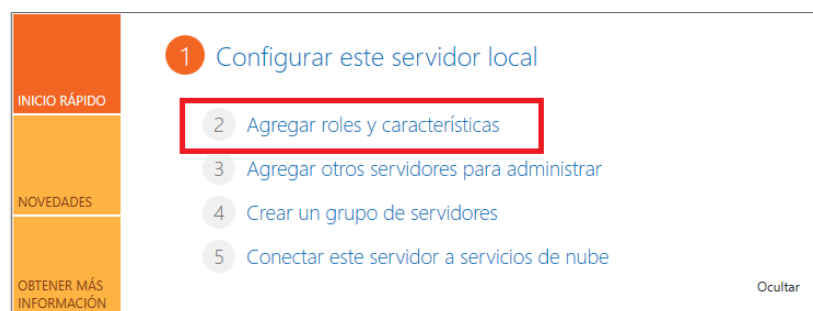 1 Configurar este servidor local
INICIO RÁPIDO
2 Agregar roles y características
3 Agregar otros servidores para administrar
NOVEDADES
4 Crear un grupo de servidores
5 Conectar este servidor a servicios de nube
OBTENER MÁS
INFORMACIÓN
Ocultar